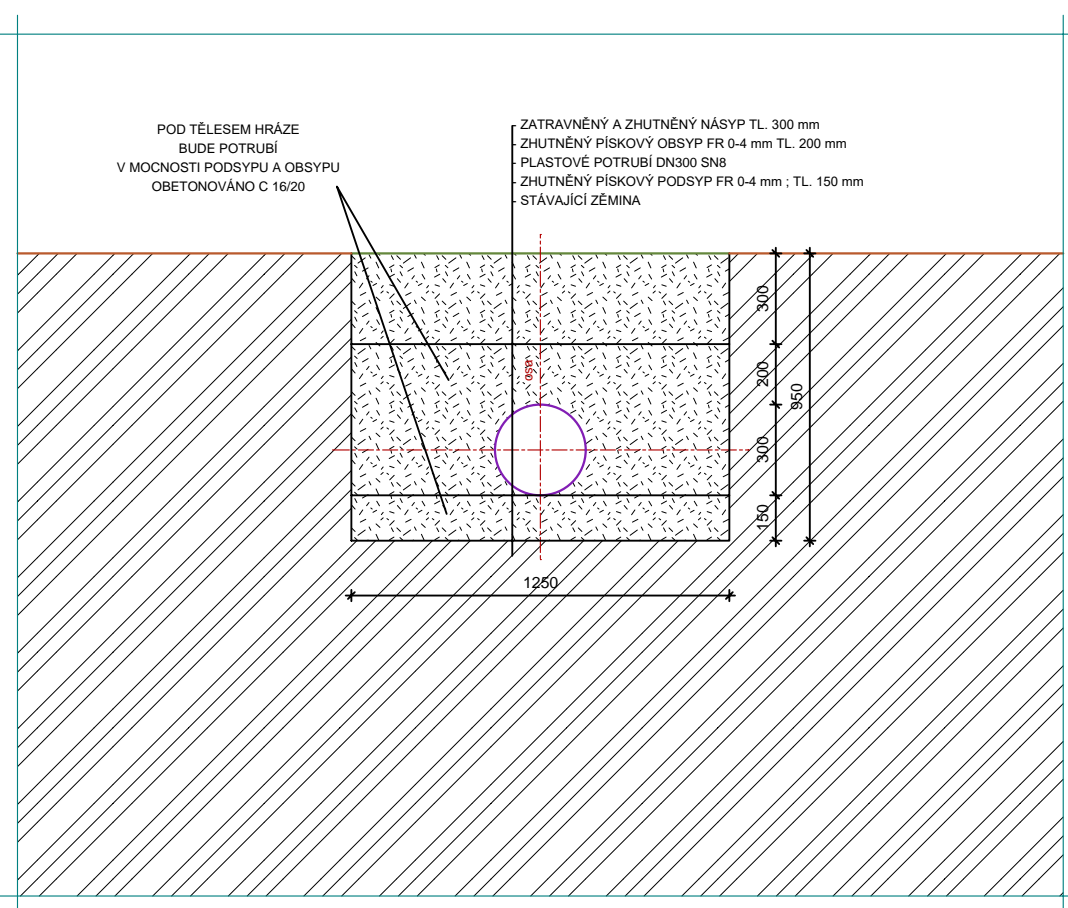 POD TĚLESEM HRÁZE
BUDE POTRUBÍ
V MOCNOSTI PODSYPU A OBSYPU
OBETONOVÁNO C 16/20
ZATRAVNĚNÝ A ZHUTNĚNÝ NÁSYP TL. 300 mm
ZHUTNĚNÝ PÍSKOVÝ OBSYP FR 0-4 mm TL. 200 mm
PLASTOVÉ POTRUBÍ DN300 SN8
ZHUTNĚNÝ PÍSKOVÝ PODSYP FR 0-4 mm ; TL. 150 mm
STÁVAJÍCÍ ZĚMINA
300
200
300
150
950
1250